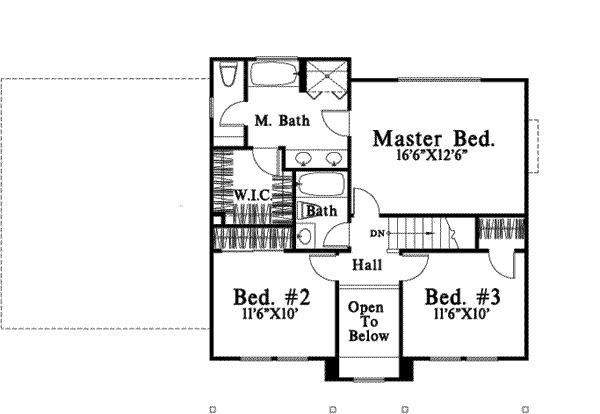 M. Bath
Master Bed.
16'6"X12'6"
W.I.C.
Bath
DN
Hall
Bed. #2
11'6"X10'
Open
To
Below
Bed. #3
11'6"X10'